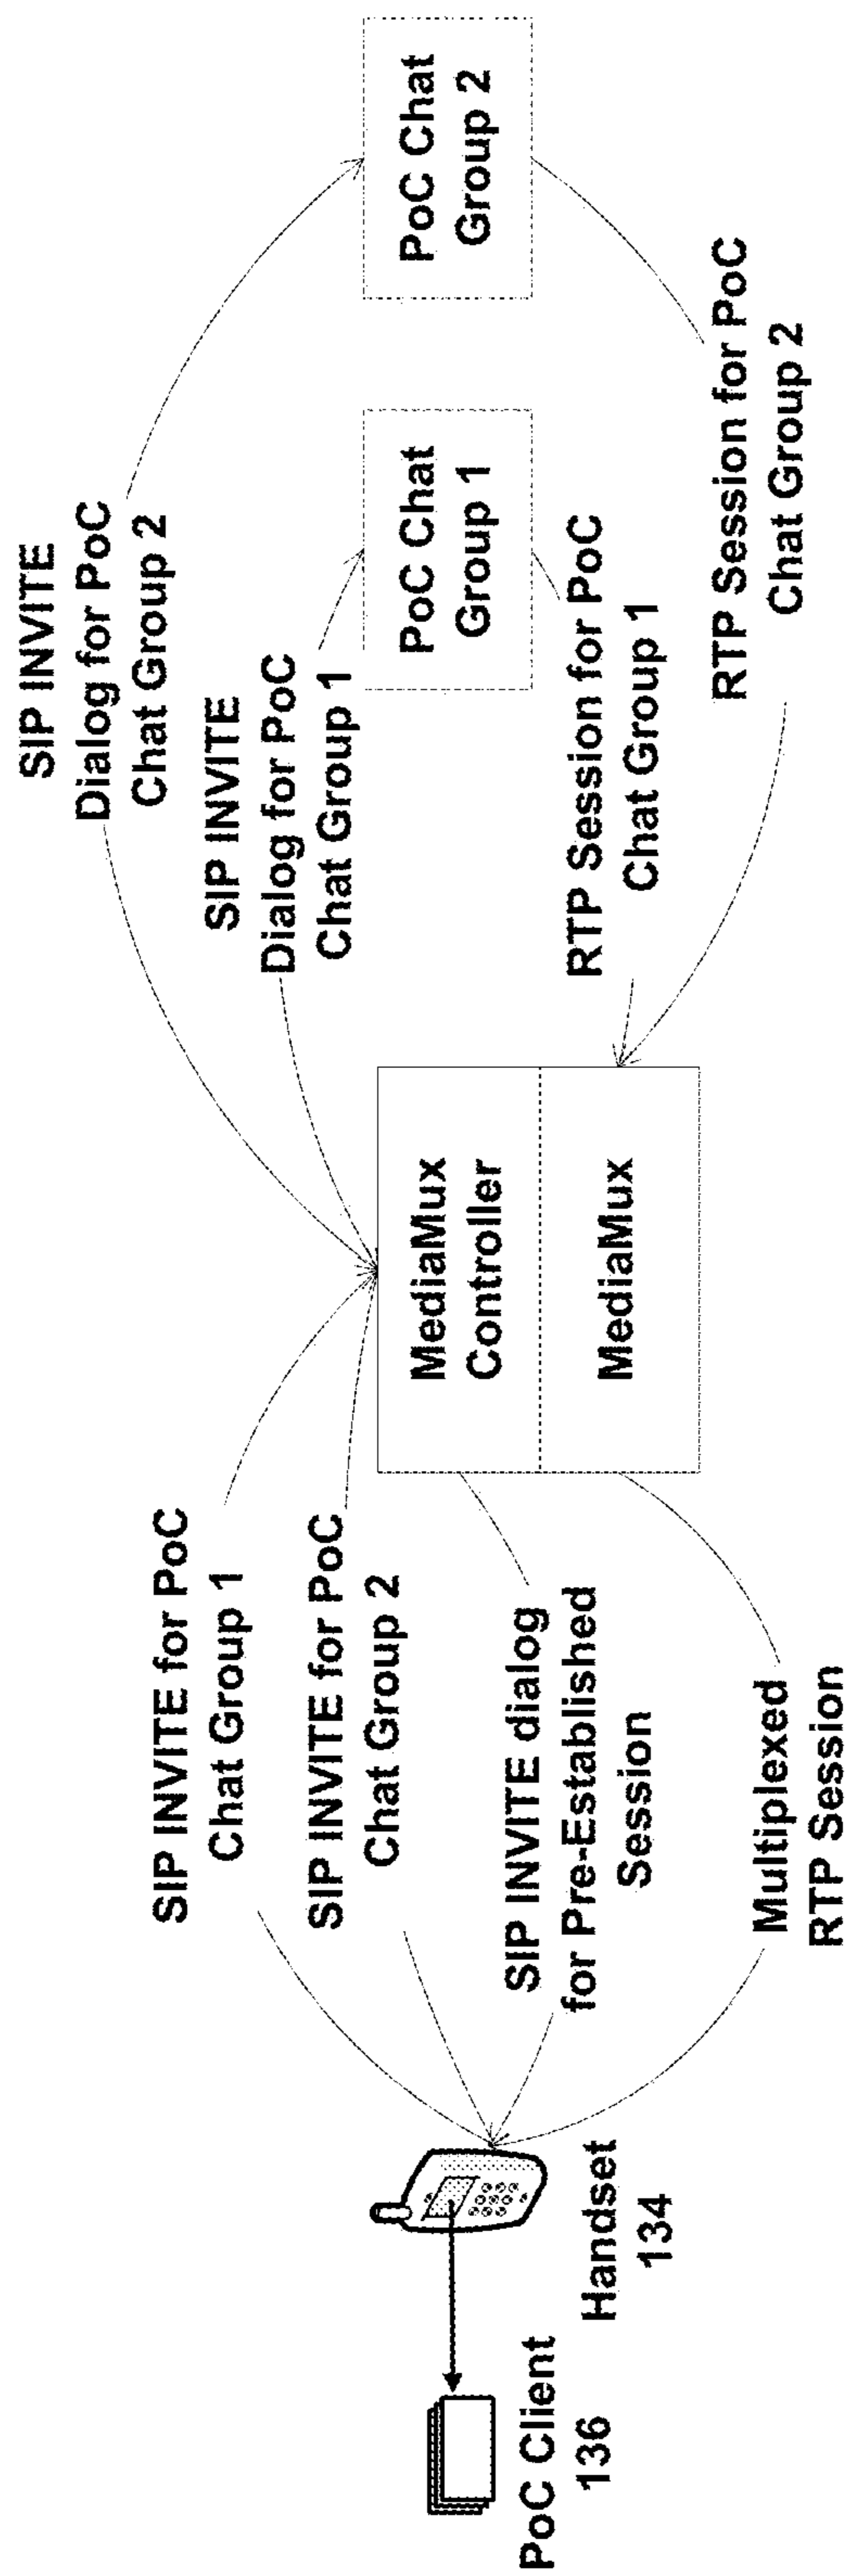 SIP INVITE
Dialog for PoC
Chat Group 2
SIP INVITE
Dialog for PoC
Chat Group 1
SIP INVITE for PoC
Chat Group 1
SIP INVITE for PoC
Chat Group 2
SIP INVITE dialog
for Pre-Established
Session
Multiplexed
RTP Session
MediaMux
Controller
MediaMux
PoC Chat
Group 1
PoC Chat
Group 2
RTP Session for PoC
Chat Group 1
RTP Session for PoC
Chat Group 2
PoC Client
136
Handset
134